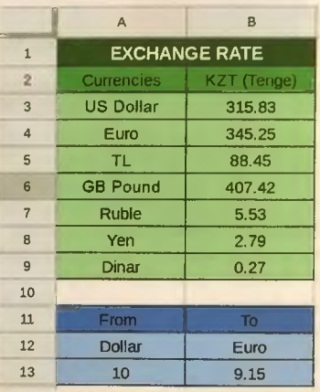 A B
1 EXCHANGE RATE
2 Currencies KZT (Tenge)
3 US Dollar 315.83
4 Euro 345.25
5 TL 88.45
6 GB Pound 407.42
7 Ruble 5.53
8 Yen 2.79
9 Dinar 0.27
10
11 From To
12 Dollar Euro
13 10 9.15